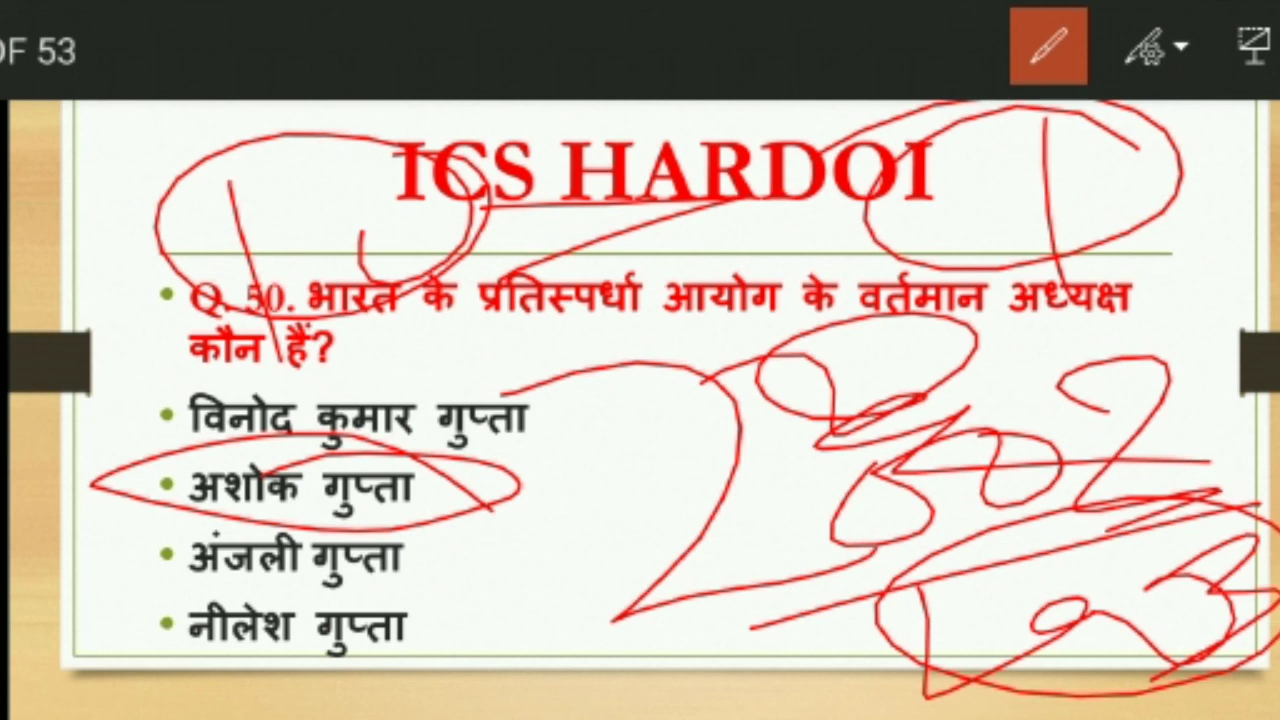 OF 53
ICS HARDOI
Q. 50. भारत के प्रतिस्पर्धा आयोग के वर्तमान अध्यक्ष
कौन हैं?
विनोद कुमार गुप्ता
अशोक गुप्ता
अंजली गुप्ता
नीलेश गुप्ता